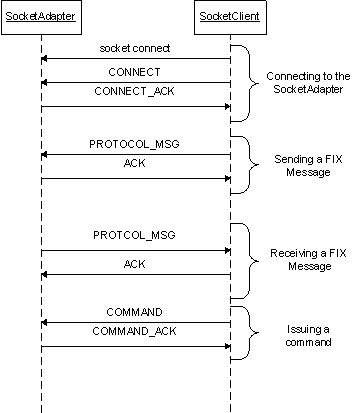 SocketAdapter
SocketClient
socket connect
CONNECT
CONNECT_ACK
Connecting to the
SocketAdapter
PROTOCOL_MSG
ACK
Sending a FIX
Message
PROTCOL_MSG
ACK
Receiving a FIX
Message
COMMAND
COMMAND_ACK
Issuing a
command